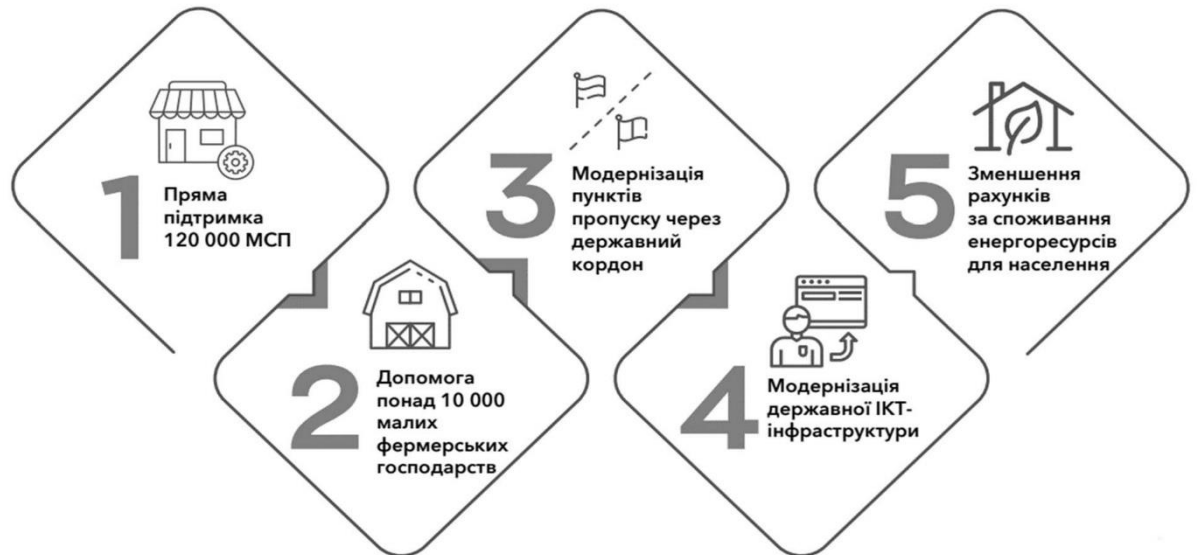 1
Пряма
підтримка
120 000 МСП
2
Допомога
понад 10 000
малих
фермерських
господарств
3
Модернізація
пунктів
пропуску через
державний
кордон
4
Модернізація
державної ІКТ-
інфраструктури
5
Зменшення
рахунків
за споживання
енергоресурсів
для населення